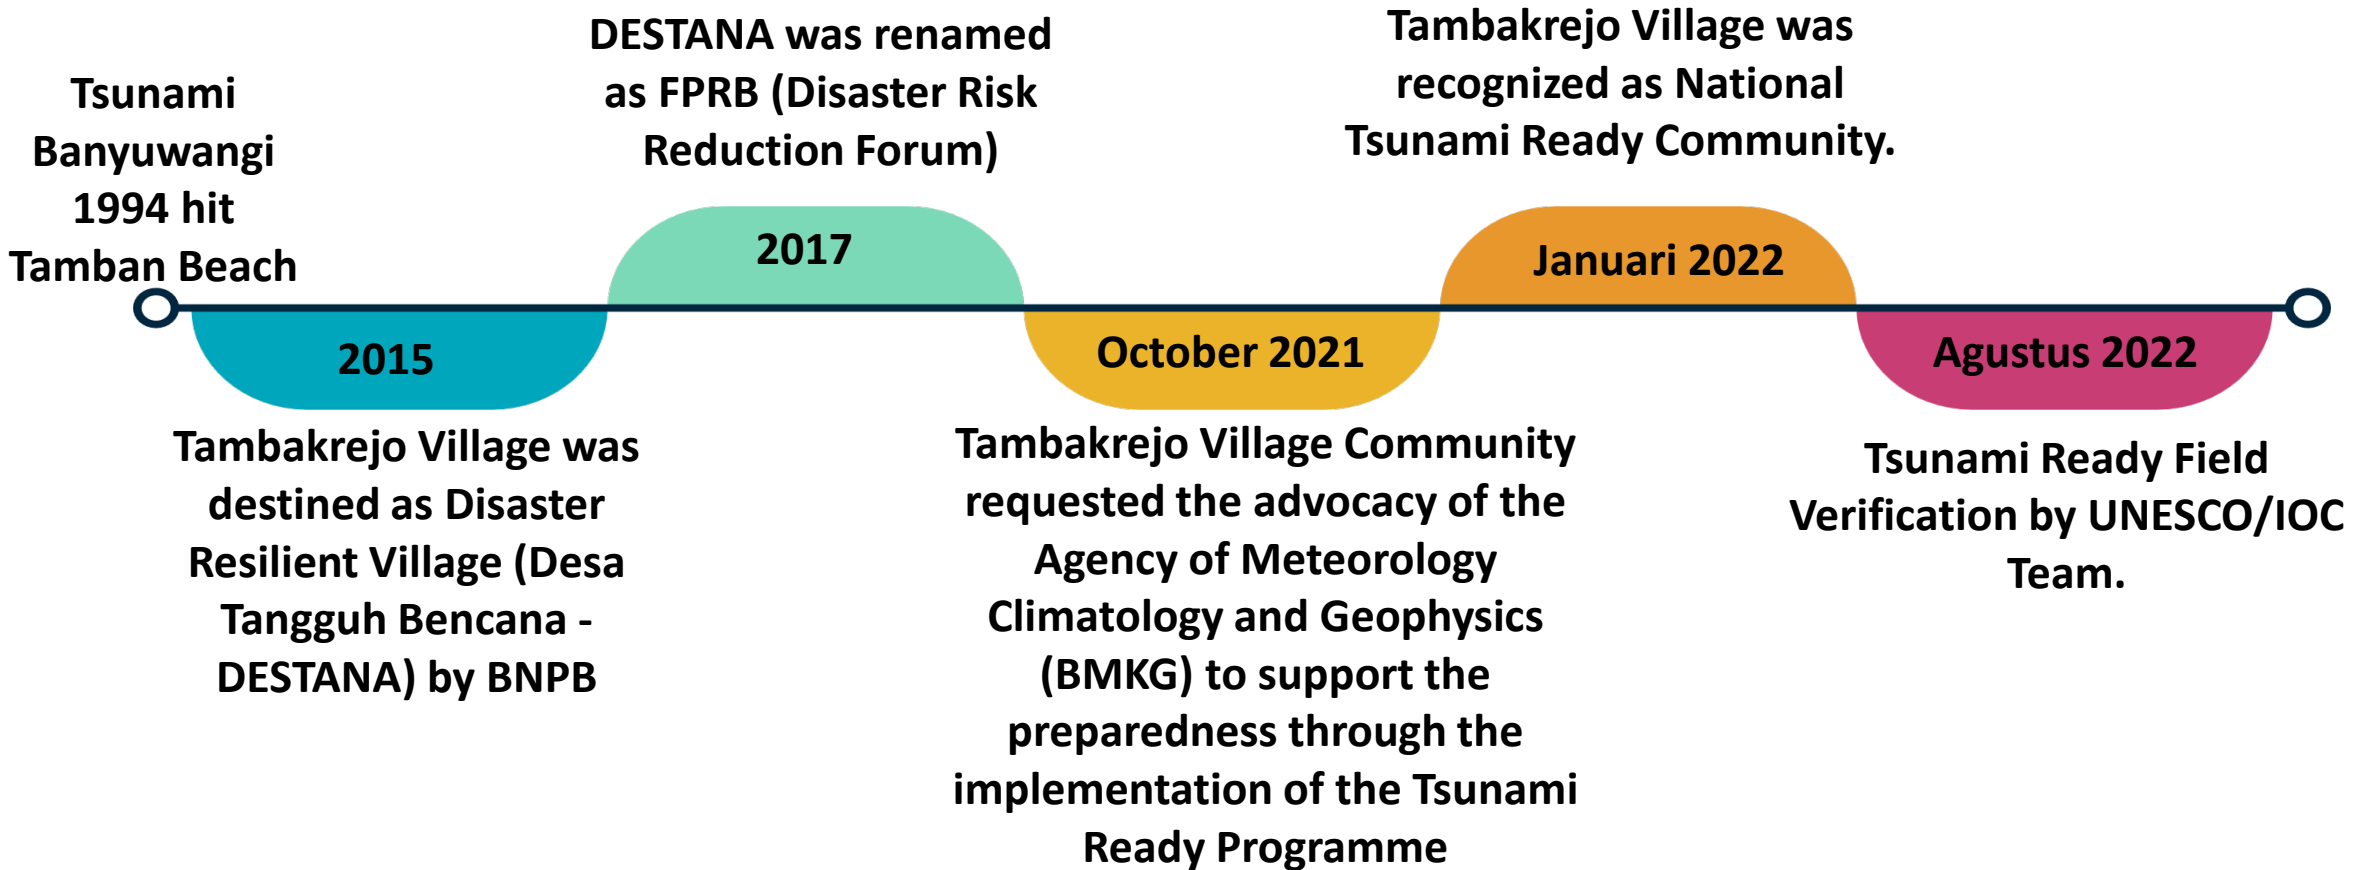 Tsunami
Banyuwangi
1994 hit
Tamban Beach
2015
Tambakrejo Village was
destined as Disaster
Resilient Village (Desa
Tangguh Bencana -
DESTANA) by BNPB
DESTANA was renamed
as FPRB (Disaster Risk
Reduction Forum)
2017
October 2021
Tambakrejo Village Community
requested the advocacy of the
Agency of Meteorology
Climatology and Geophysics
(BMKG) to support the
preparedness through the
implementation of the Tsunami
Ready Programme
Tambakrejo Village was
recognized as National
Tsunami Ready Community.
Januari 2022
Agustus 2022
Tsunami Ready Field
Verification by UNESCO/IOC
Team.